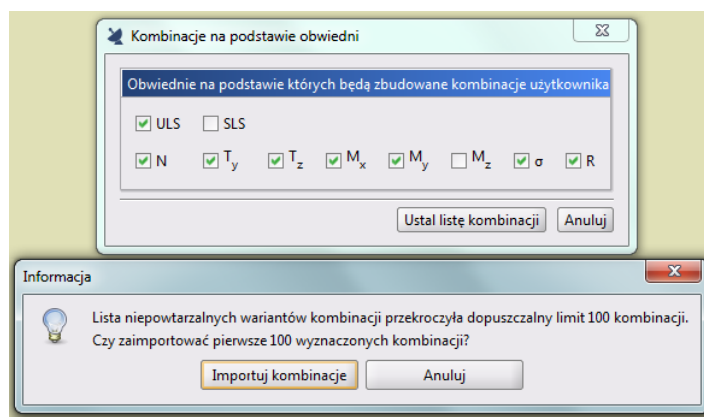 Kombinacje na podstawie obwiedni
Obwiednie na podstawie których będą zbudowane kombinacje użytkownika
ULS SLS
N Ty Tz Mx My Mz σ R
Ustal listę kombinacji Anuluj
Informacja
Lista niepowtarzalnych wariantów kombinacji przekroczyła dopuszczalny limit 100 kombinacji.
Czy zaimportować pierwsze 100 wyznaczonych kombinacji?
Importuj kombinacje Anuluj